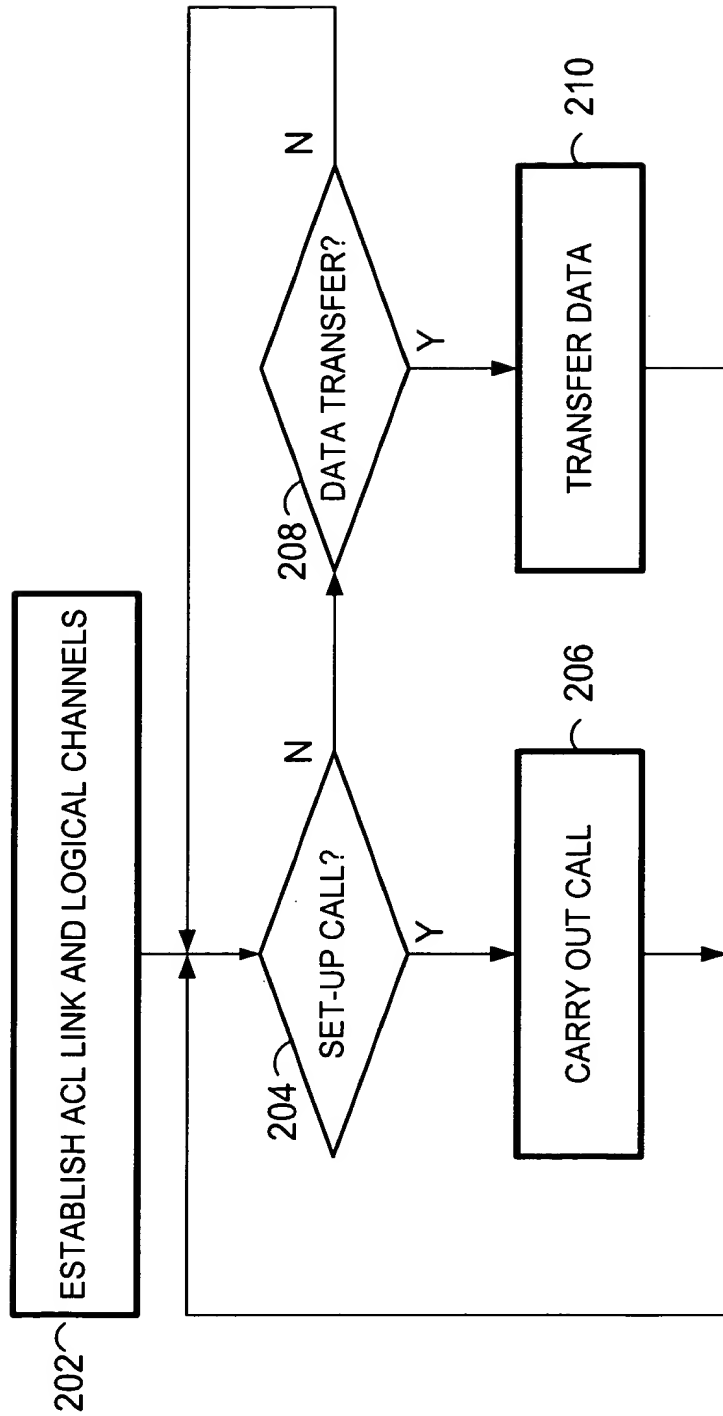 202
ESTABLISH ACL LINK AND LOGICAL CHANNELS
204
SET-UP CALL?
N
Y
208
DATA TRANSFER?
N
Y
206
CARRY OUT CALL
210
TRANSFER DATA